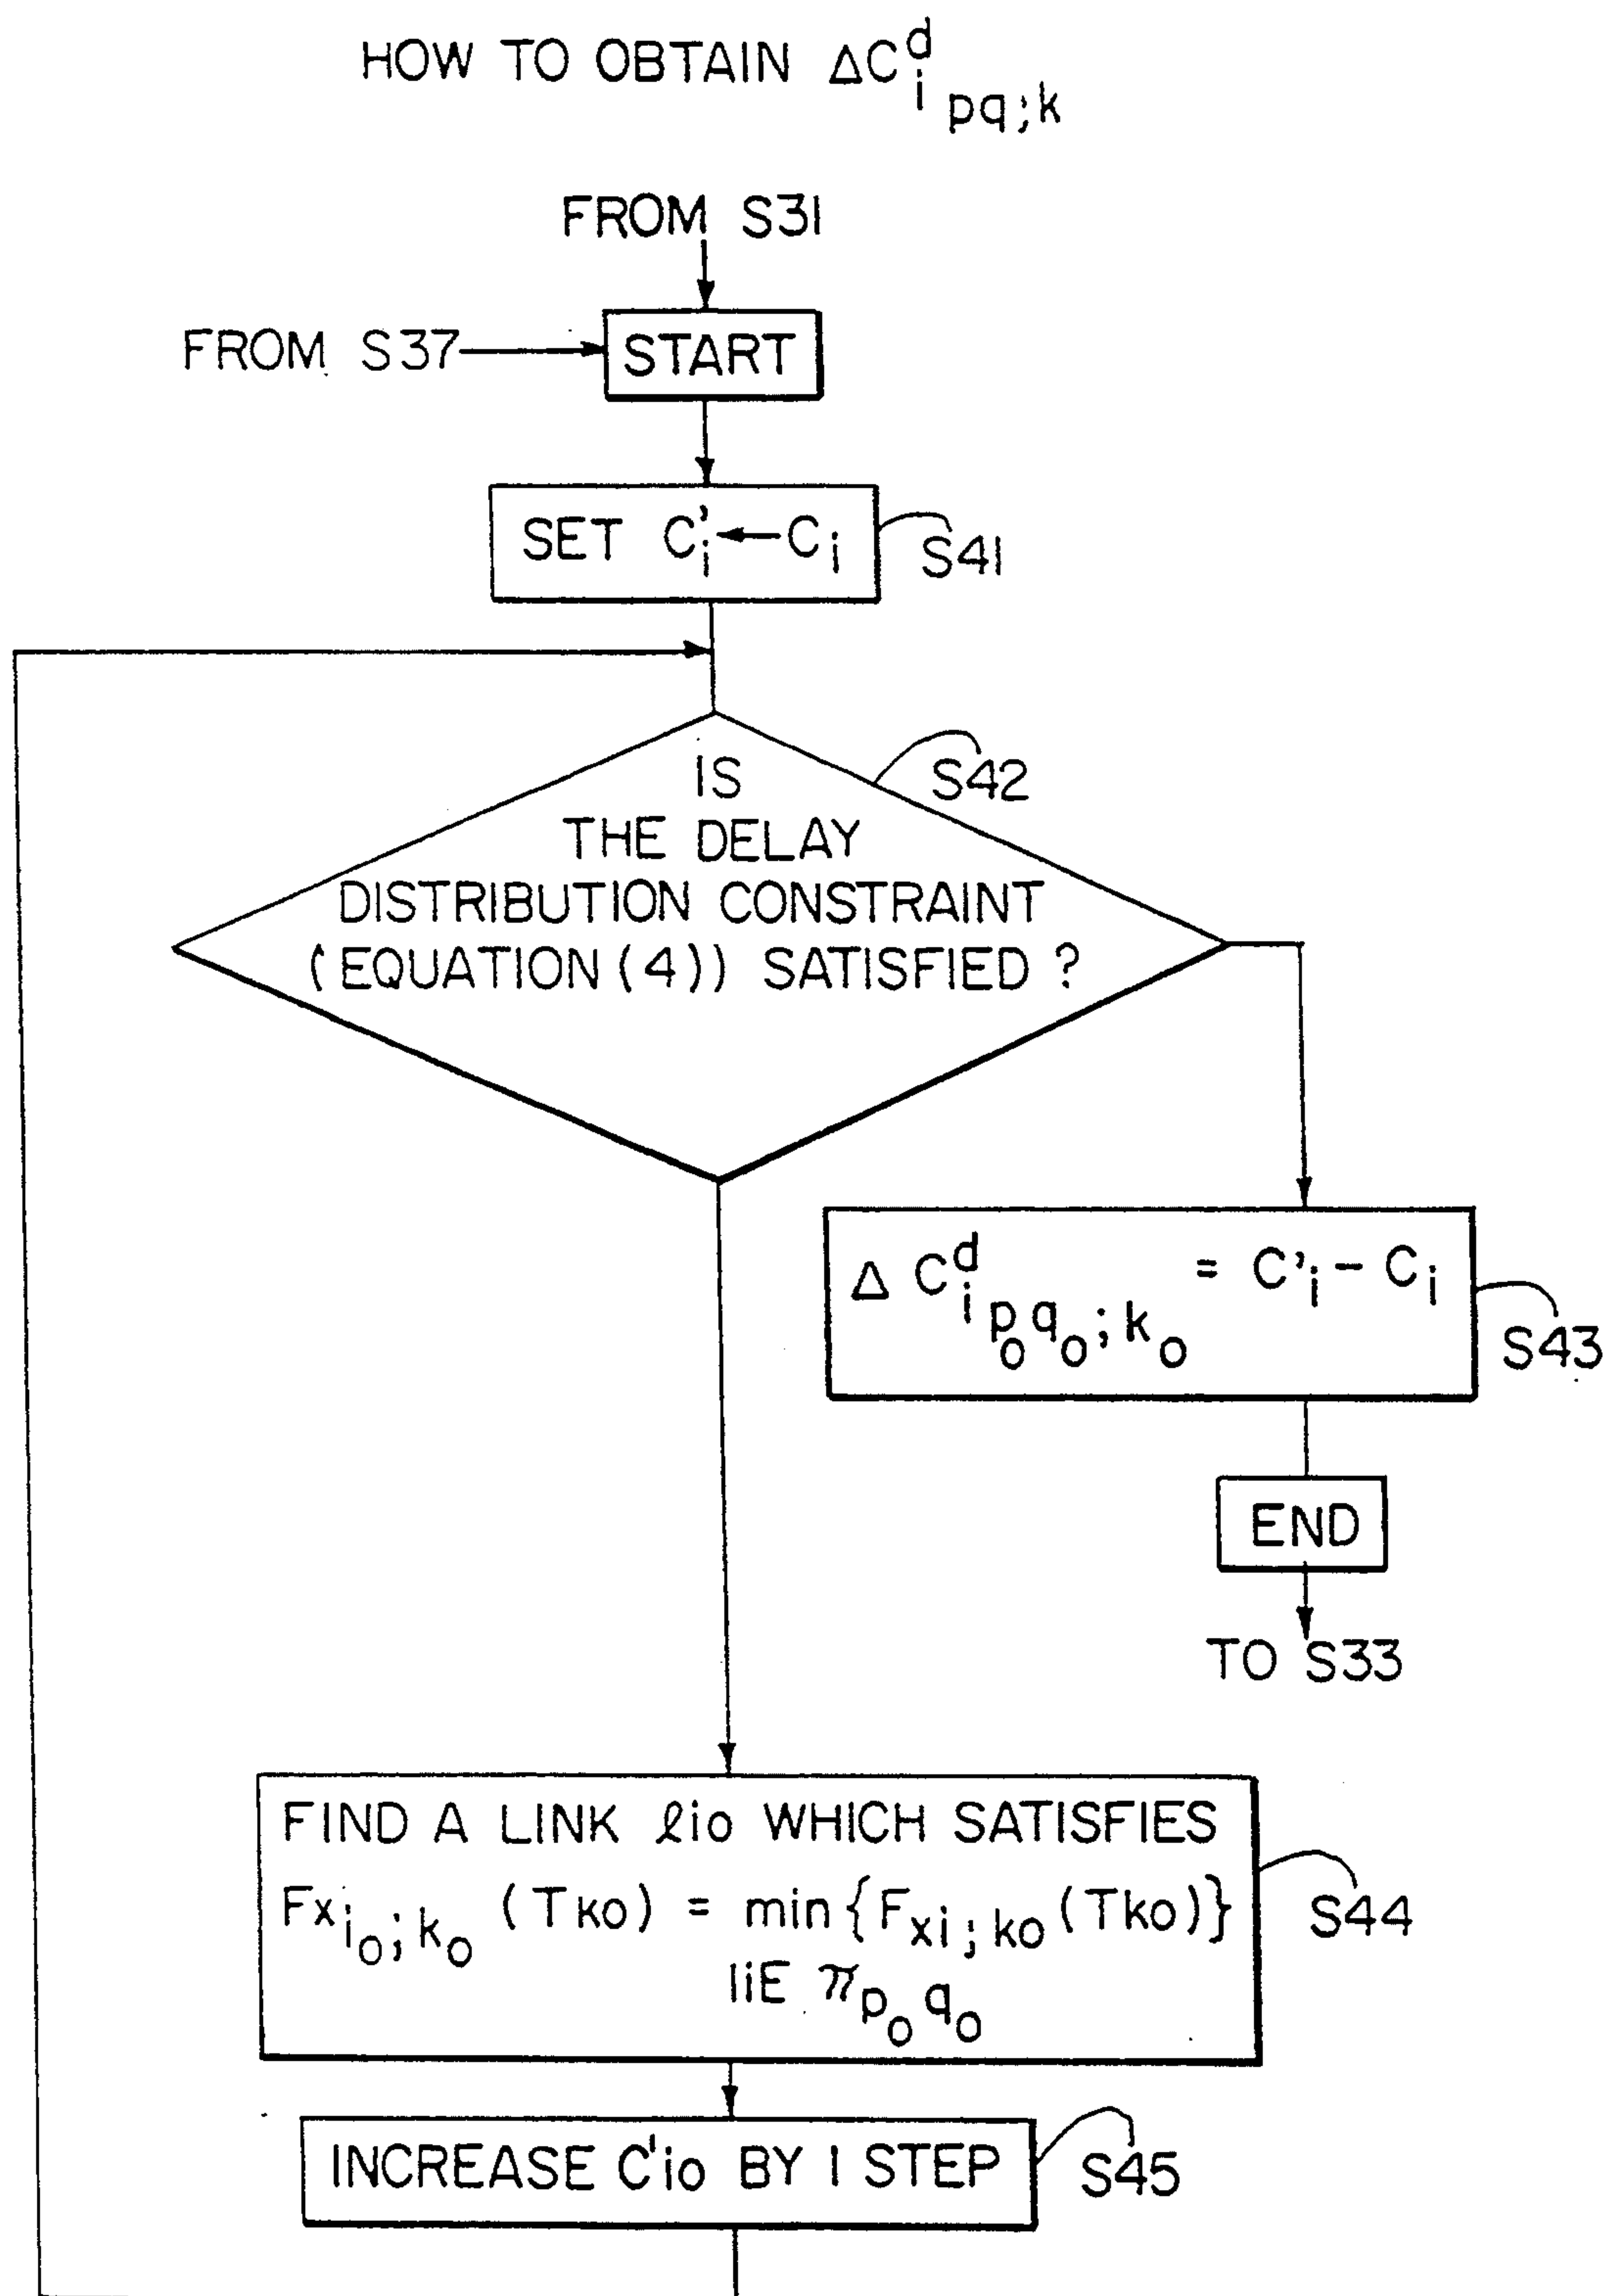 HOW TO OBTAIN ΔC^d_i pq;k
FROM S31
FROM S37
START
SET C'_i ← C_i
S41
IS
THE DELAY
DISTRIBUTION CONSTRAINT
(EQUATION(4)) SATISFIED ?
S42
Δ C^d_i p_o q_o ; k_o = C'_i - C_i
S43
END
TO S33
FIND A LINK ℓio WHICH SATISFIES
Fx_i_o;k_o (Tko) = min{F_xi;ko(Tko)}
liE π_p_o q_o
S44
INCREASE C'io BY 1 STEP
S45